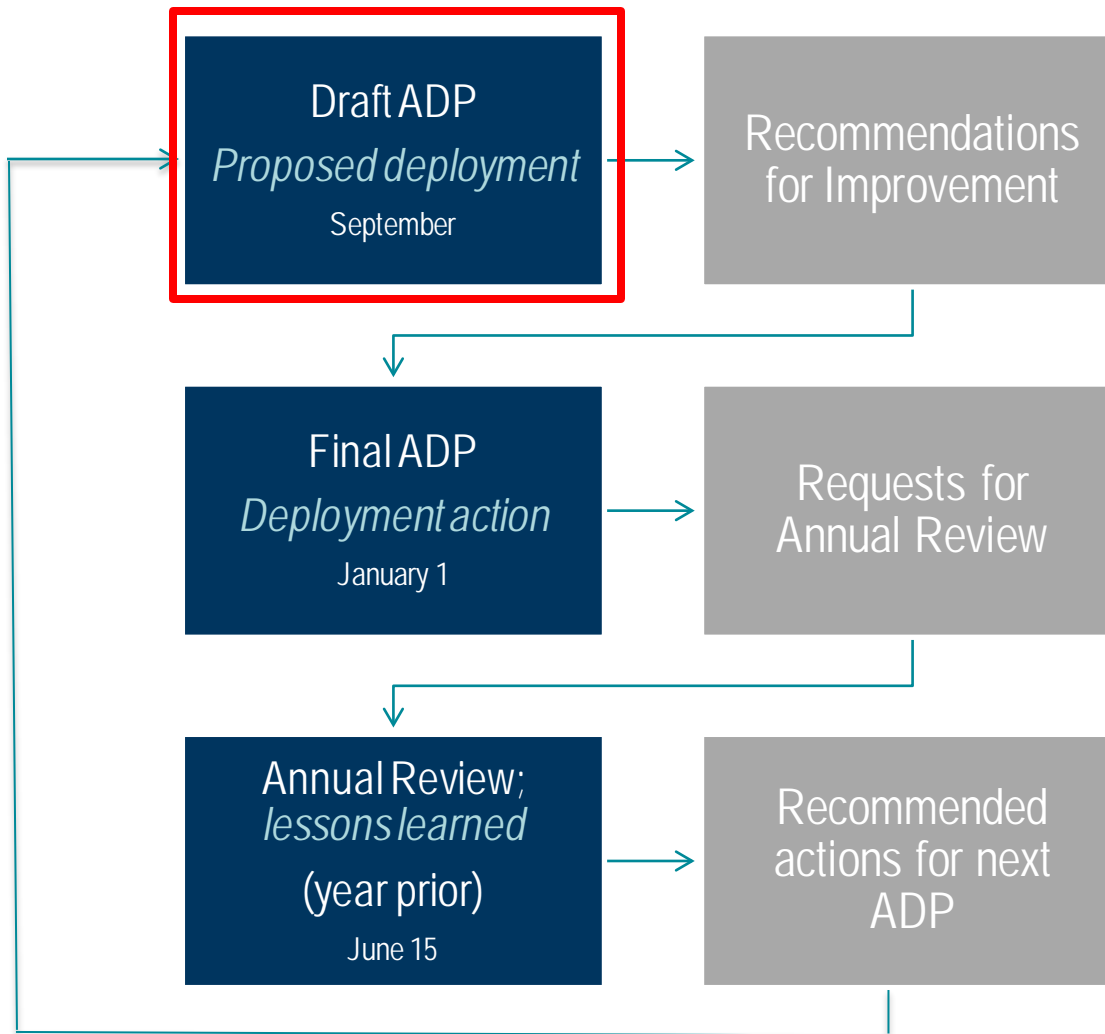 Draft ADP
Proposed deployment
September
Recommendations
for Improvement
Final ADP
Deployment action
January 1
Requests for
Annual Review
Annual Review;
lessons learned
(year prior)
June 15
Recommended
actions for next
ADP